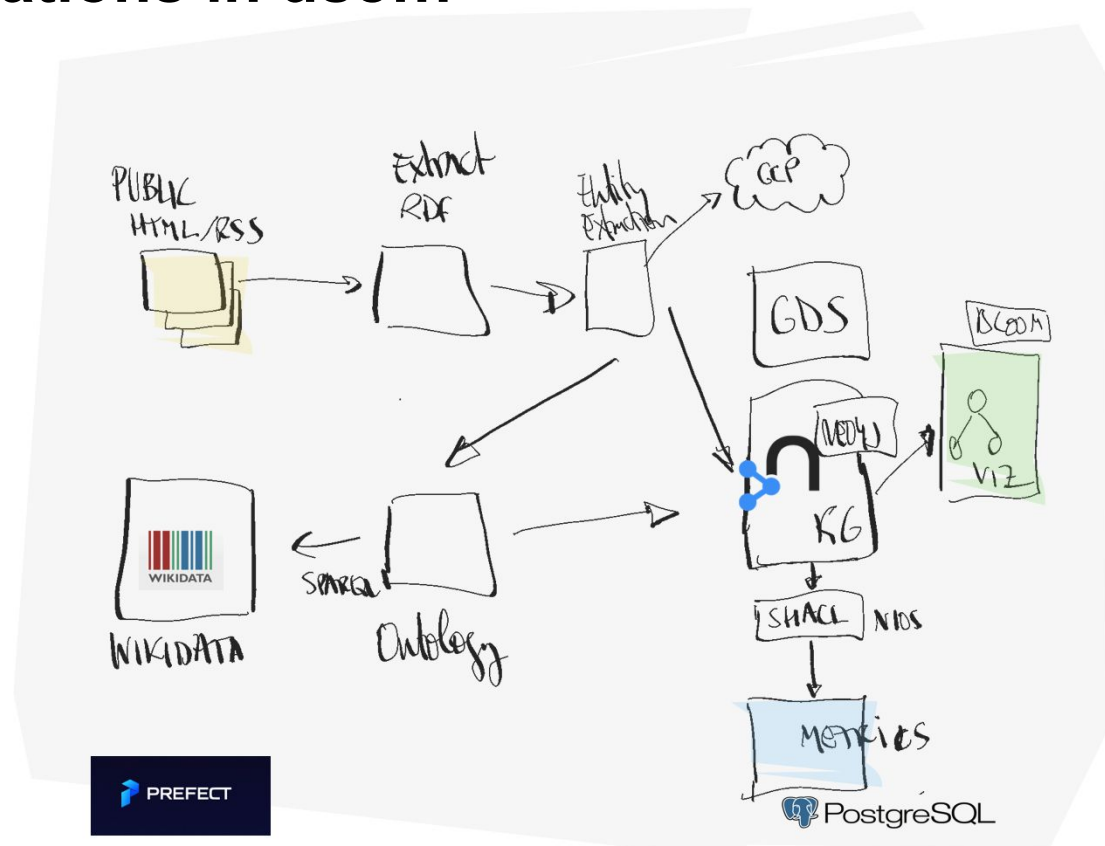 PUBLIC
HTML/RSS
Extract
RDF
Entity
Extraction
GCP
GDS
BLOOM
NEO4J
VIZ
KG
WIKIDATA
SPARQL
WIKIDATA
Ontology
SHACL
METRICS
PREFECT
PostgreSQL